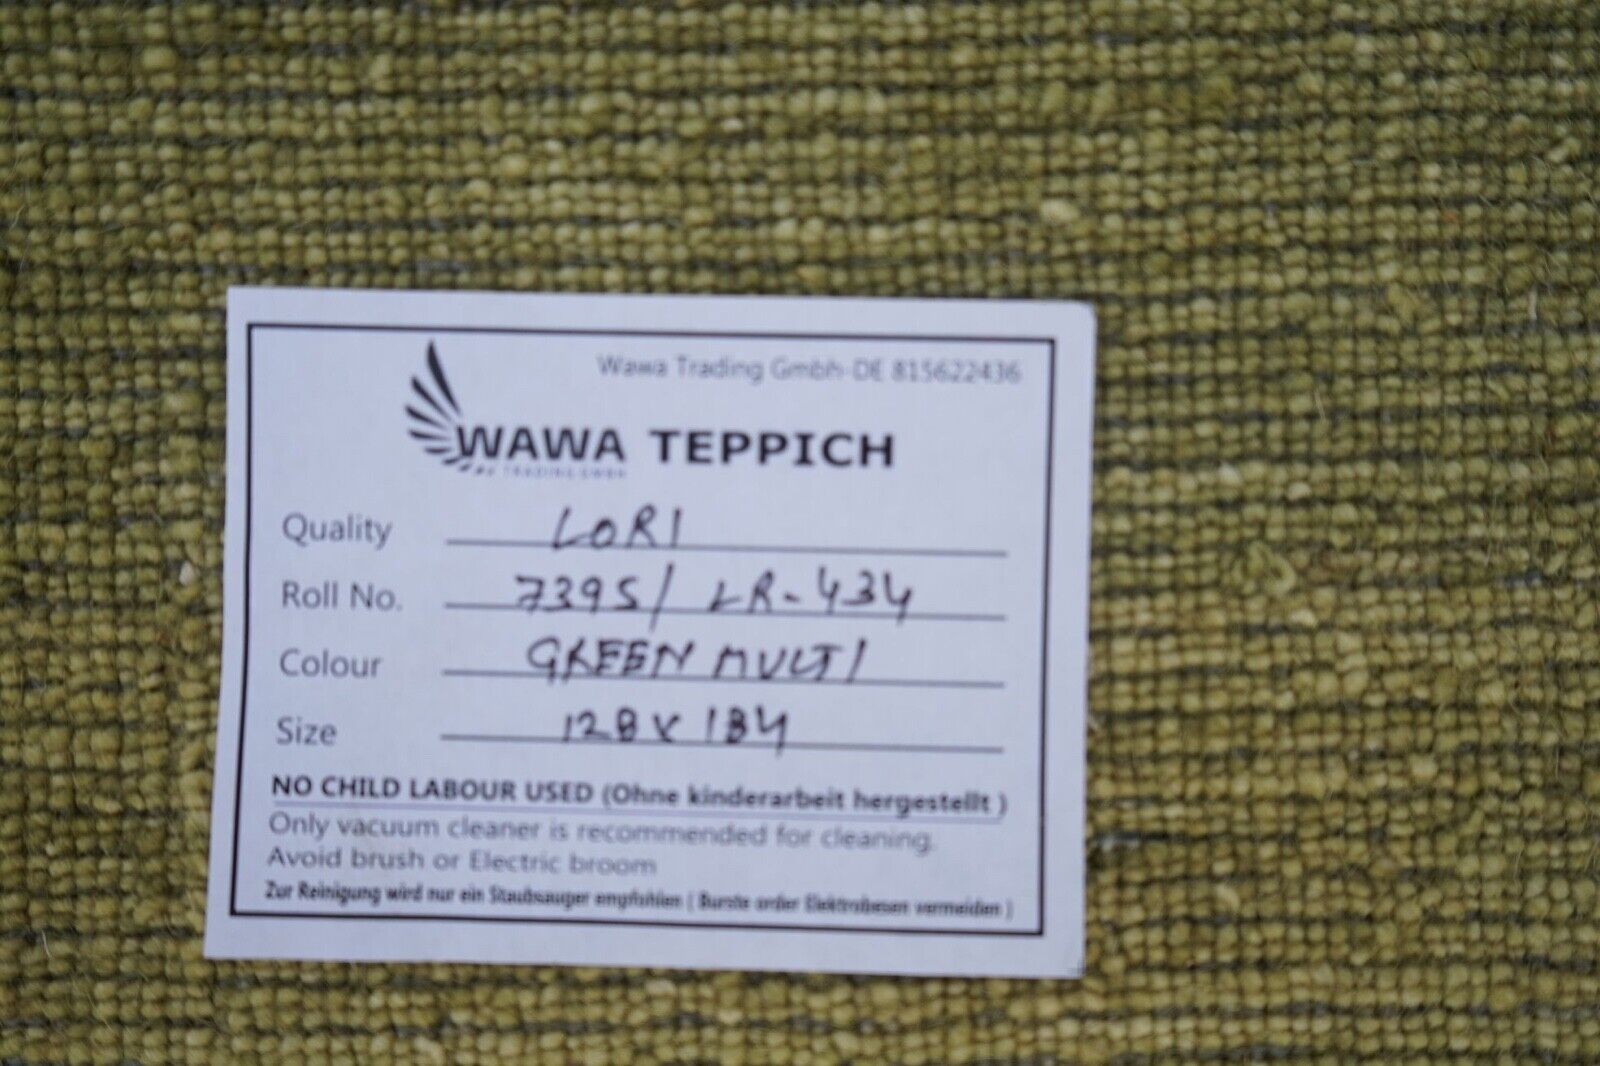 Wawa Trading Gmbh-DE 815622436
WAWA TEPPICH
TRADING GMBH
Quality LORI
Roll No. 7395/ LR-434
Colour GREEN MULTI
Size 128 x 184
NO CHILD LABOUR USED (Ohne kinderarbeit hergestellt )
Only vacuum cleaner is recommended for cleaning.
Avoid brush or Electric broom
Zur Reinigung wird nur ein Staubsauger empfohlen ( Burste order Elektrobesen vermeiden )